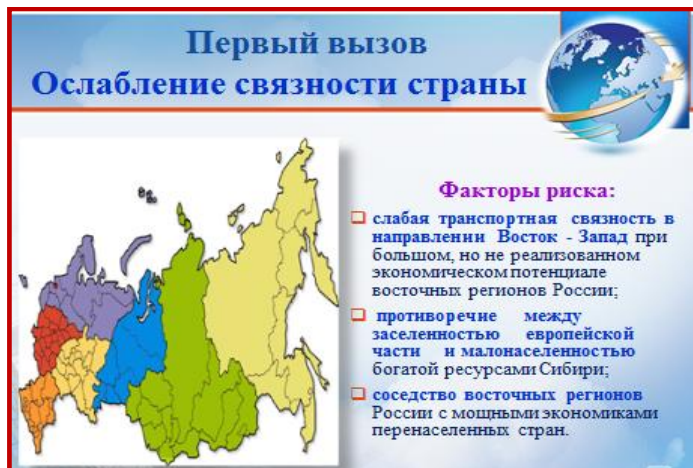 Первый вызов
Ослабление связности страны
Факторы риска:
слабая транспортная связность в
направлении Восток - Запад при
большом, но не реализованном
экономическом потенциале
восточных регионов России;
противоречие между
заселенностью европейской
части и малонаселенностью
богатой ресурсами Сибири;
соседство восточных регионов
России с мощными экономиками
перенаселенных стран.